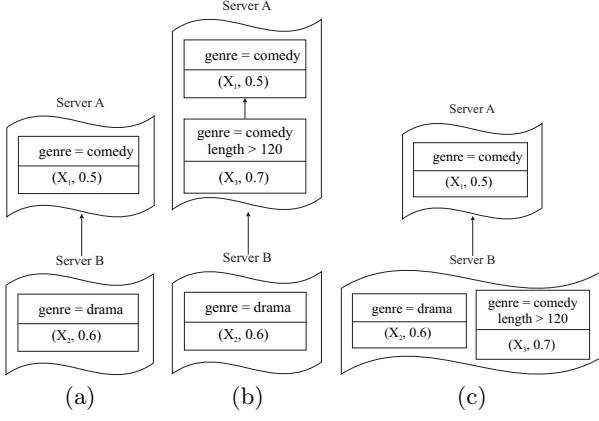 Server A
genre = comedy
(X₁, 0.5)
Server B
genre = drama
(X₂, 0.6)
(a)
Server A
genre = comedy
(X₁, 0.5)
genre = comedy
length > 120
(X₃, 0.7)
Server B
genre = drama
(X₂, 0.6)
(b)
Server A
genre = comedy
(X₁, 0.5)
Server B
genre = drama
(X₂, 0.6)
genre = comedy
length > 120
(X₃, 0.7)
(c)